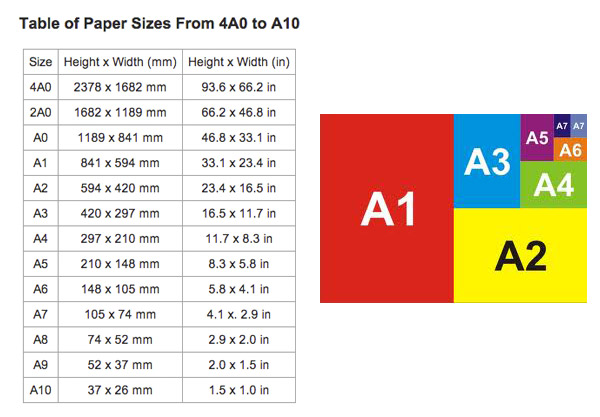 Table of Paper Sizes From 4A0 to A10
Size Height x Width (mm) Height x Width (in)
4A0 2378 x 1682 mm 93.6 x 66.2 in
2A0 1682 x 1189 mm 66.2 x 46.8 in
A0 1189 x 841 mm 46.8 x 33.1 in
A1 841 x 594 mm 33.1 x 23.4 in
A2 594 x 420 mm 23.4 x 16.5 in
A3 420 x 297 mm 16.5 x 11.7 in
A4 297 x 210 mm 11.7 x 8.3 in
A5 210 x 148 mm 8.3 x 5.8 in
A6 148 x 105 mm 5.8 x 4.1 in
A7 105 x 74 mm 4.1 x. 2.9 in
A8 74 x 52 mm 2.9 x 2.0 in
A9 52 x 37 mm 2.0 x 1.5 in
A10 37 x 26 mm 1.5 x 1.0 in
A1
A3
A5
A7 A7
A6
A4
A2